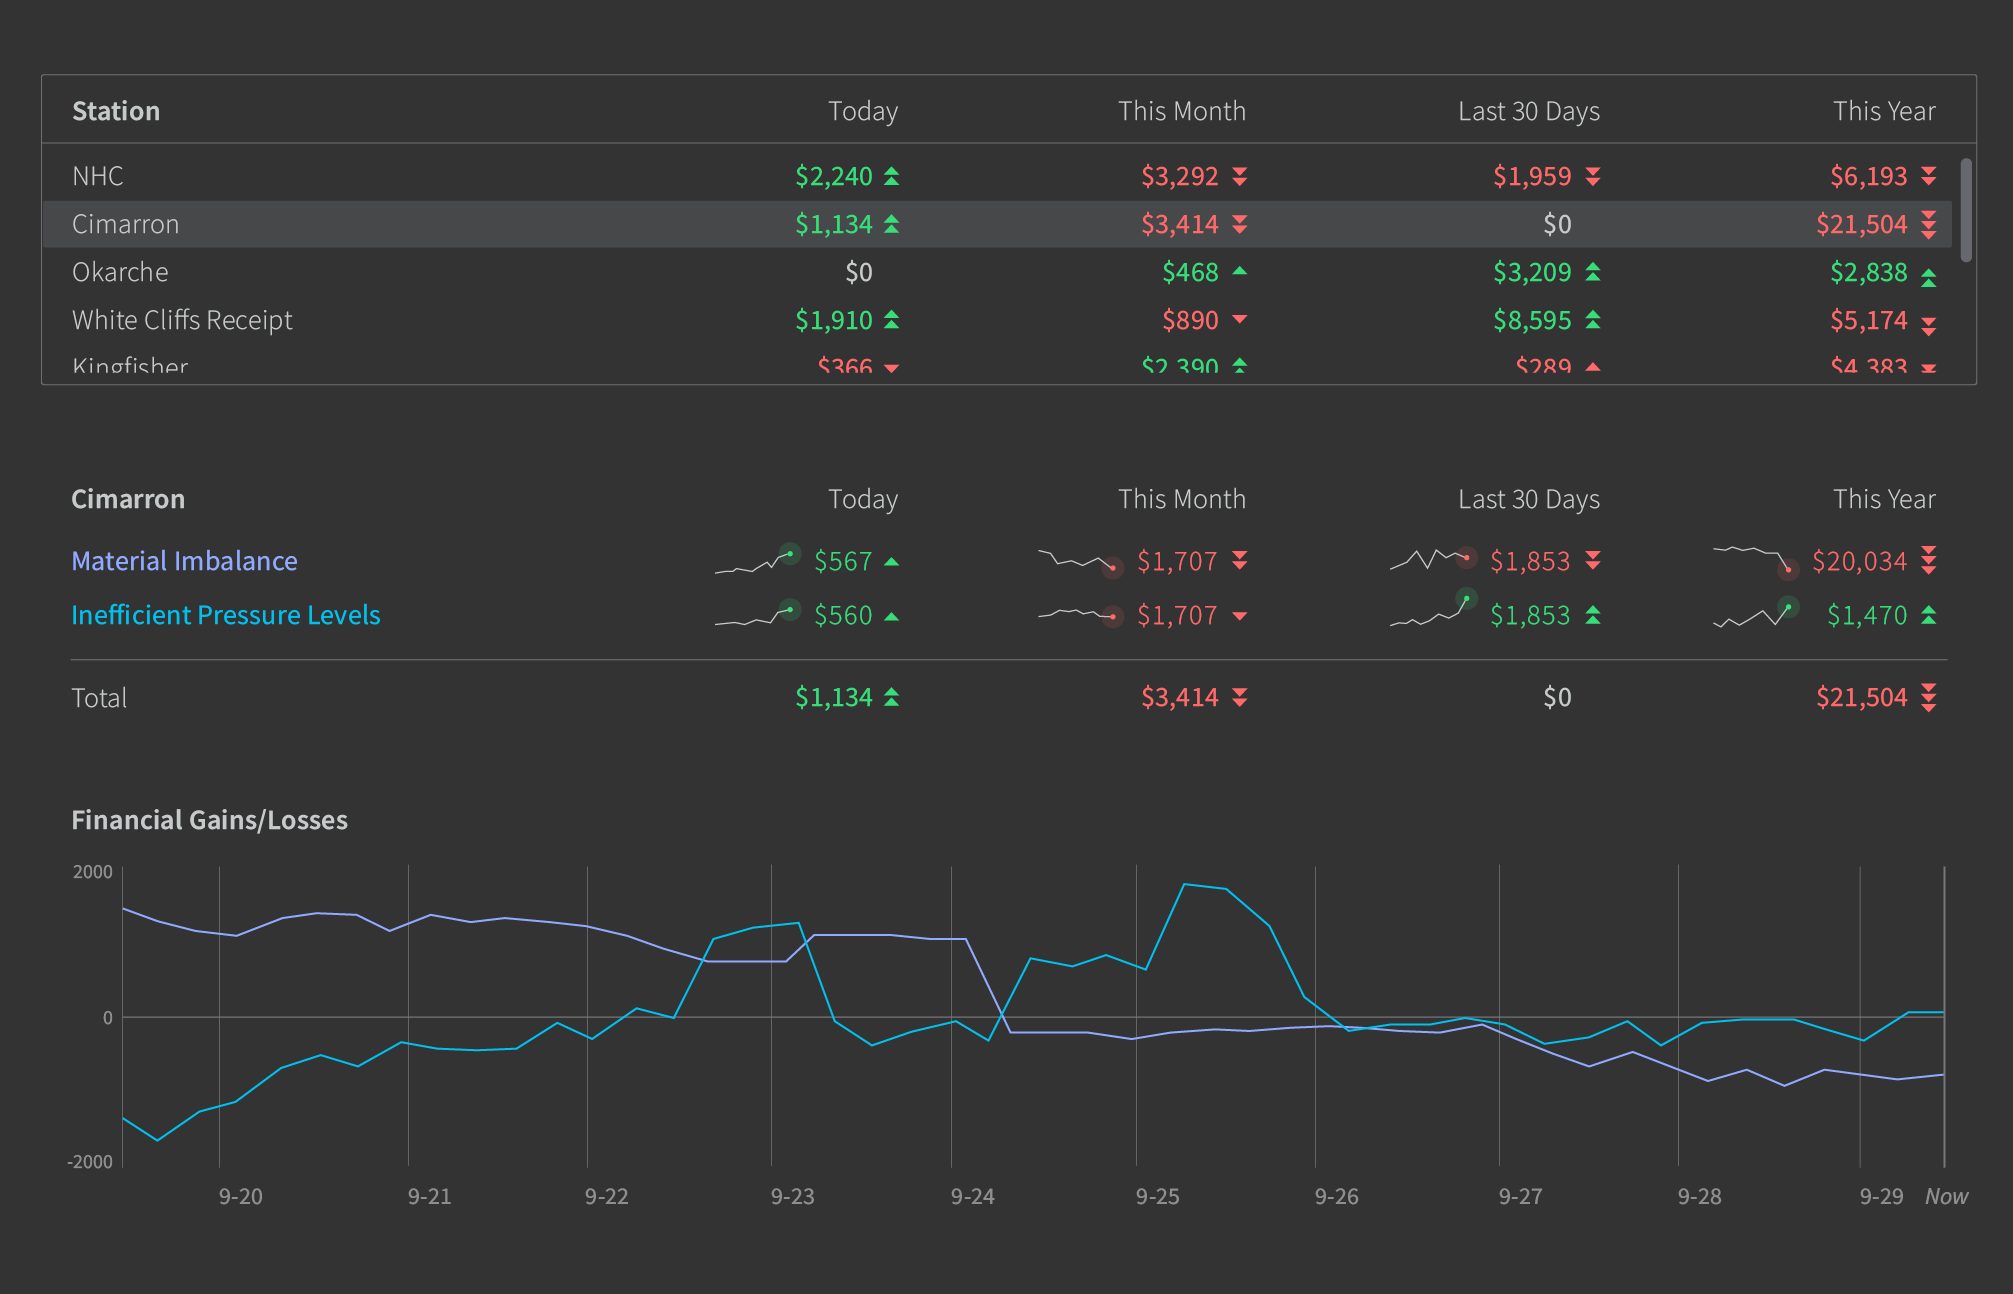 Station Today This Month Last 30 Days This Year
NHC $2,240 $3,292 $1,959 $6,193
Cimarron $1,134 $3,414 $0 $21,504
Okarche $0 $468 $3,209 $2,838
White Cliffs Receipt $1,910 $890 $8,595 $5,174
Kingfisher $366 $2,390 $289 $4,383
Cimarron Today This Month Last 30 Days This Year
Material Imbalance $567 $1,707 $1,853 $20,034
Inefficient Pressure Levels $560 $1,707 $1,853 $1,470
Total $1,134 $3,414 $0 $21,504
Financial Gains/Losses
2000
0
-2000
9-20 9-21 9-22 9-23 9-24 9-25 9-26 9-27 9-28 9-29 Now